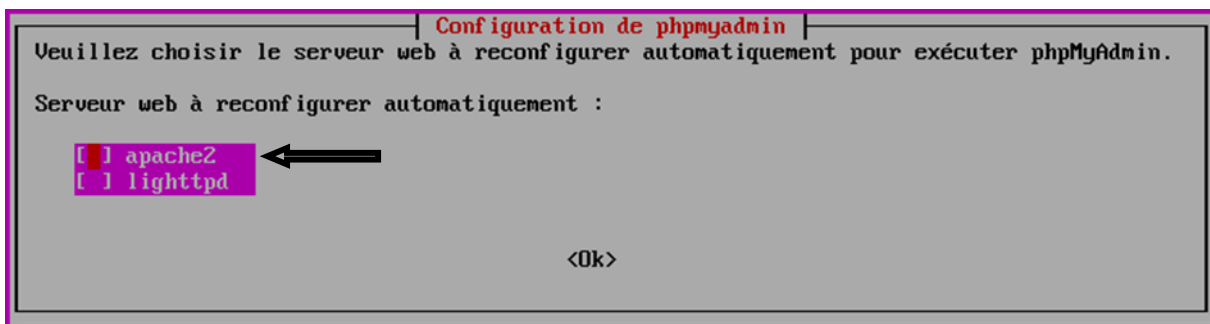 Configuration de phpmyadmin
Veuillez choisir le serveur web à reconfigurer automatiquement pour exécuter phpMyAdmin.
Serveur web à reconfigurer automatiquement :
[ ] apache2
[ ] lighttpd
<Ok>